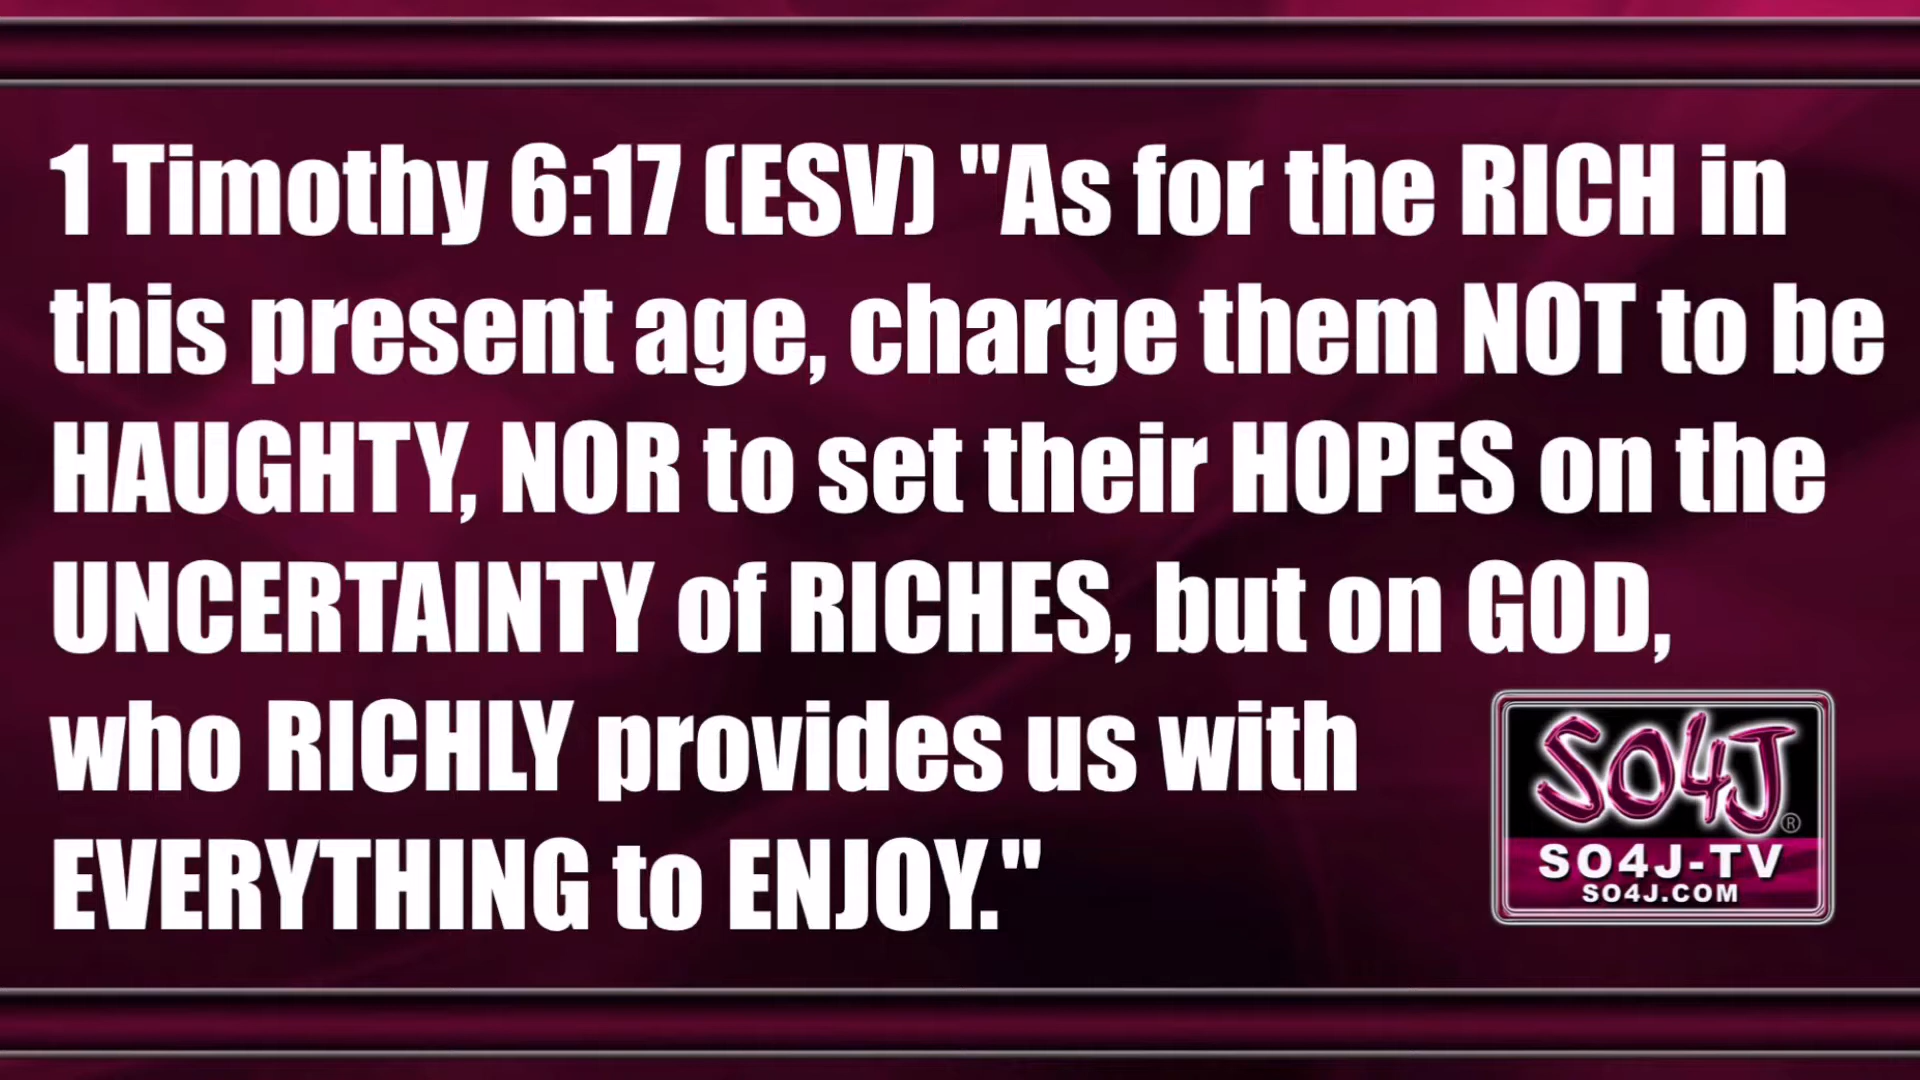 1 Timothy 6:17 (ESV) "As for the RICH in
this present age, charge them NOT to be
HAUGHTY, NOR to set their HOPES on the
UNCERTAINTY of RICHES, but on GOD,
who RICHLY provides us with
EVERYTHING to ENJOY."
SO4J®
SO4J-TV
SO4J.COM